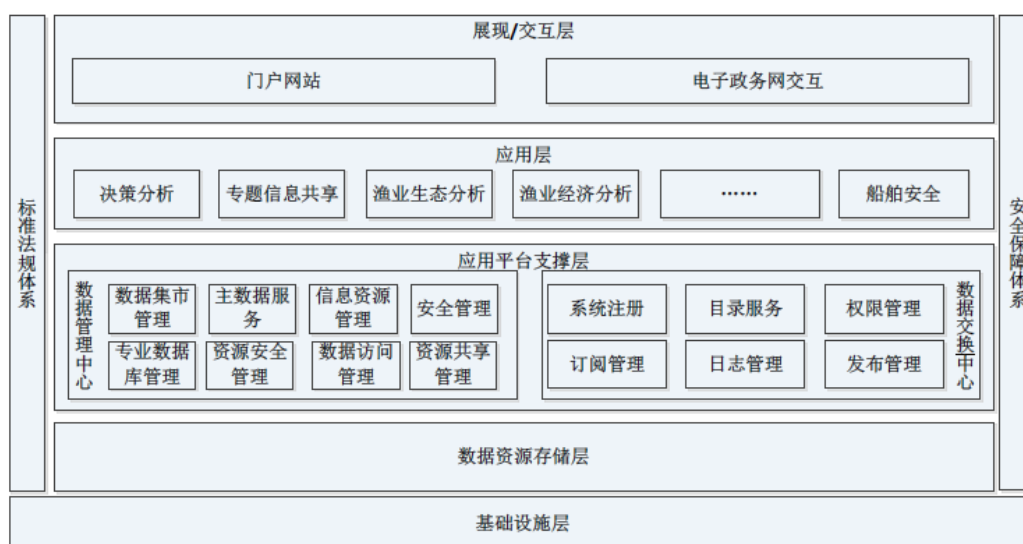 展现/交互层
门户网站
电子政务网交互
应用层
决策分析
专题信息共享
渔业生态分析
渔业经济分析
……
船舶安全
标准法规体系
安全保障体系
应用平台支撑层
数据管理中心
数据集市
管理
主数据服
务
信息资源
管理
安全管理
专业数据
库管理
资源安全
管理
数据访问
管理
资源共享
管理
系统注册
目录服务
权限管理
订阅管理
日志管理
发布管理
数据交换中心
数据资源存储层
基础设施层